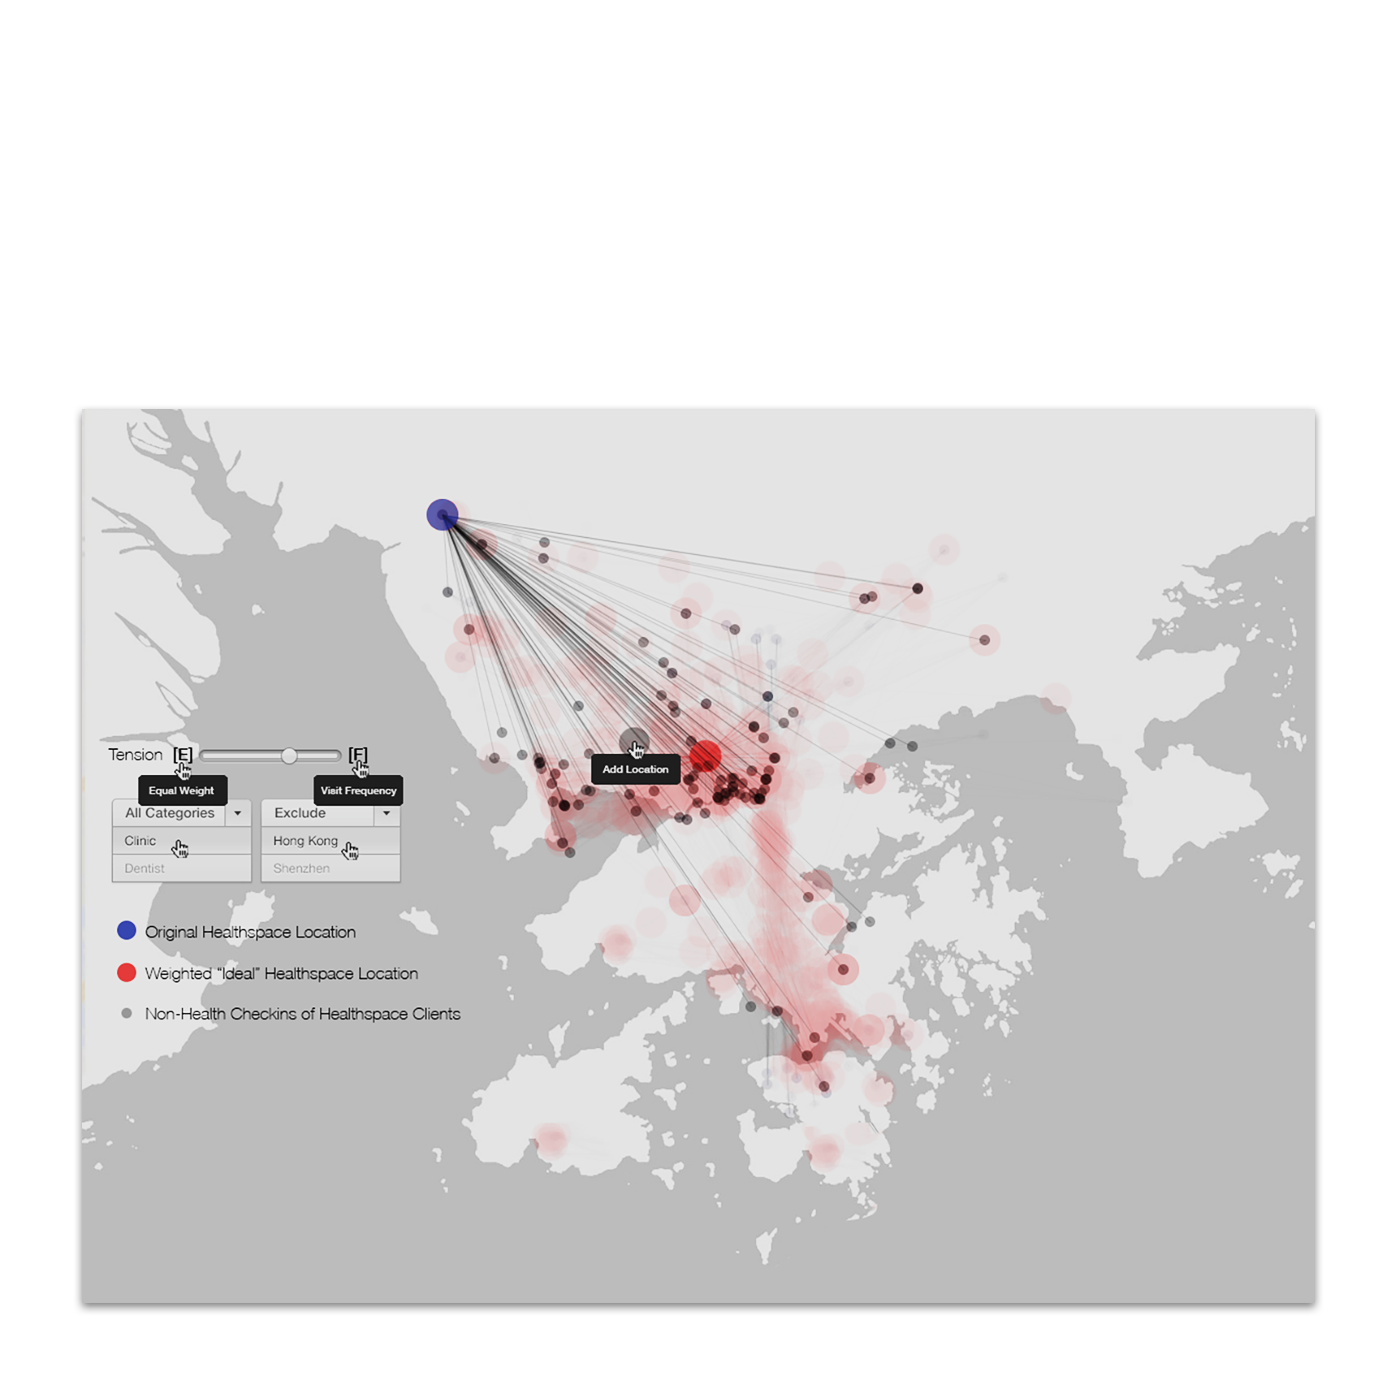 Add Location
Tension [E] [F]
Equal Weight
Visit Frequency
All Categories
Exclude
Clinic
Hong Kong
Dentist
Shenzhen
Original Healthspace Location
Weighted “Ideal” Healthspace Location
Non-Health Checkins of Healthspace Clients